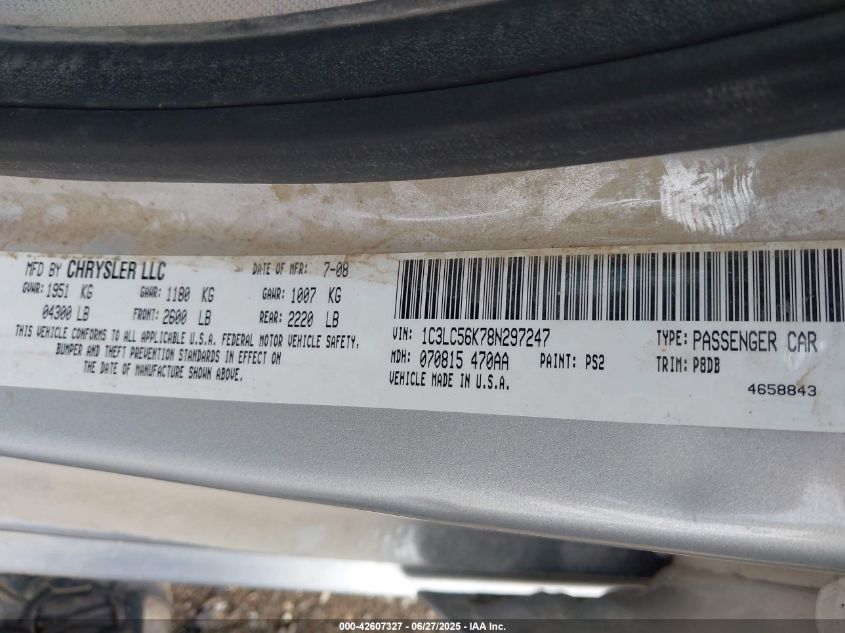 MFD BY CHRYSLER LLC DATE OF MFR: 7-08
GVWR: 1951 KG GAWR: 1180 KG GAWR: 1007 KG
04300 LB FRONT: 2600 LB REAR: 2220 LB
THIS VEHICLE CONFORMS TO ALL APPLICABLE U.S.A. FEDERAL MOTOR VEHICLE SAFETY,
BUMPER AND THEFT PREVENTION STANDARDS IN EFFECT ON
THE DATE OF MANUFACTURE SHOWN ABOVE.
VIN: 1C3LC56K78N297247 TYPE: PASSENGER CAR
MDH: 070815 470AA PAINT: PS2 TRIM: P8DB
VEHICLE MADE IN U.S.A.
4658843
000-42607327 - 06/27/2025 - IAA Inc.